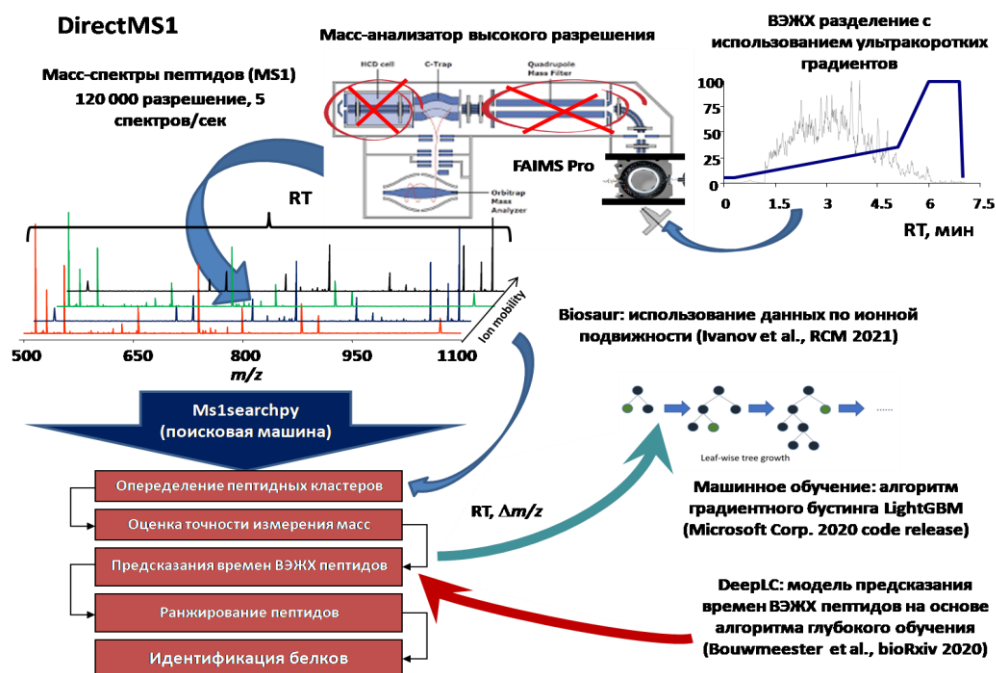 DirectMS1
Масс-анализатор высокого разрешения
ВЭЖХ разделение с
использованием ультракоротких
градиентов
Масс-спектры пептидов (MS1)
120 000 разрешение, 5
спектров/сек
HCD cell
C-Trap
Quadrupole
Mass Filter
Orbitrap
Mass
Analyzer
FAIMS Pro
100
75
50
25
0
0 1.5 3 4.5 6 7.5
RT, мин
RT
Ion mobility
500 800 950 1100
m/z
Biosaur: использование данных по ионной
подвижности (Ivanov et al., RCM 2021)
Ms1searchpy
(поисковая машина)
......
Leaf-wise tree growth
Опеределение пептидных кластеров
Оценка точности измерения масс
Предсказания времен ВЭЖХ пептидов
Ранжирование пептидов
Идентификация белков
RT, Δm/z
Машинное обучение: алгоритм
градиентного бустинга LightGBM
(Microsoft Corp. 2020 code release)
DeepLC: модель предсказания
времен ВЭЖХ пептидов на основе
алгоритма глубокого обучения
(Bouwmeester et al., bioRxiv 2020)